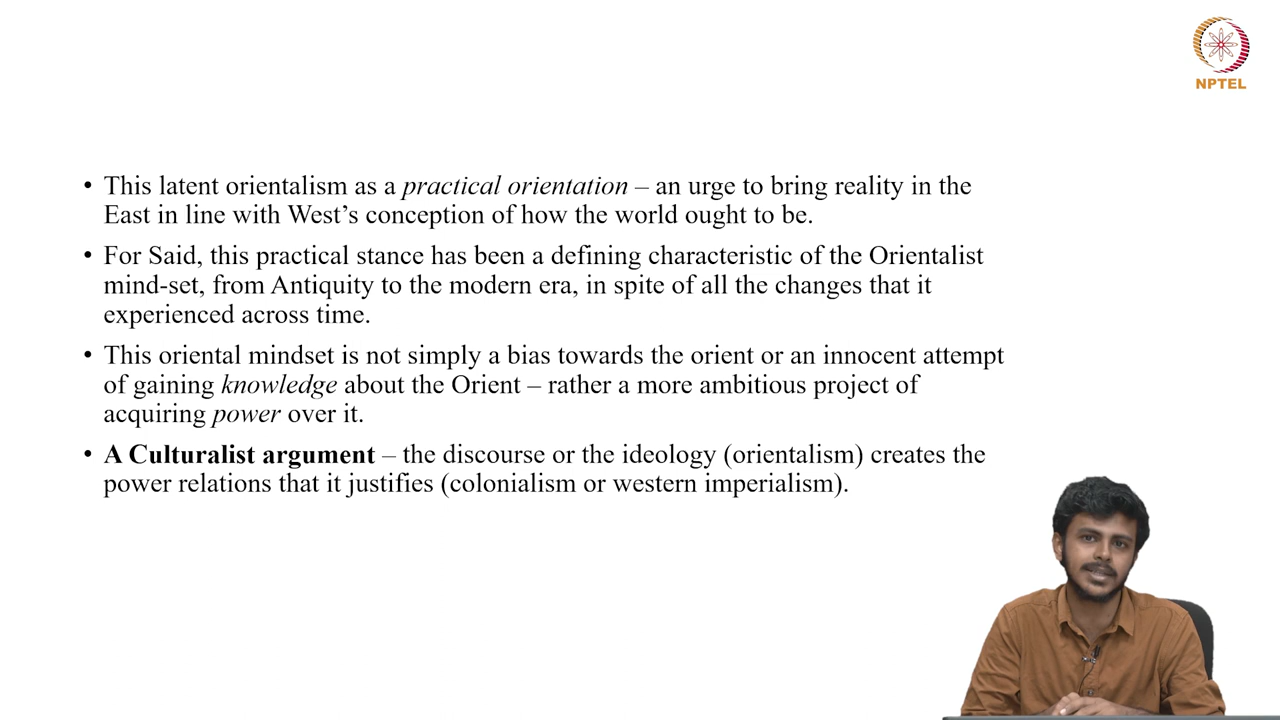 NPTEL
• This latent orientalism as a practical orientation – an urge to bring reality in the
East in line with West's conception of how the world ought to be.
• For Said, this practical stance has been a defining characteristic of the Orientalist
mind-set, from Antiquity to the modern era, in spite of all the changes that it
experienced across time.
• This oriental mindset is not simply a bias towards the orient or an innocent attempt
of gaining knowledge about the Orient – rather a more ambitious project of
acquiring power over it.
• A Culturalist argument – the discourse or the ideology (orientalism) creates the
power relations that it justifies (colonialism or western imperialism).